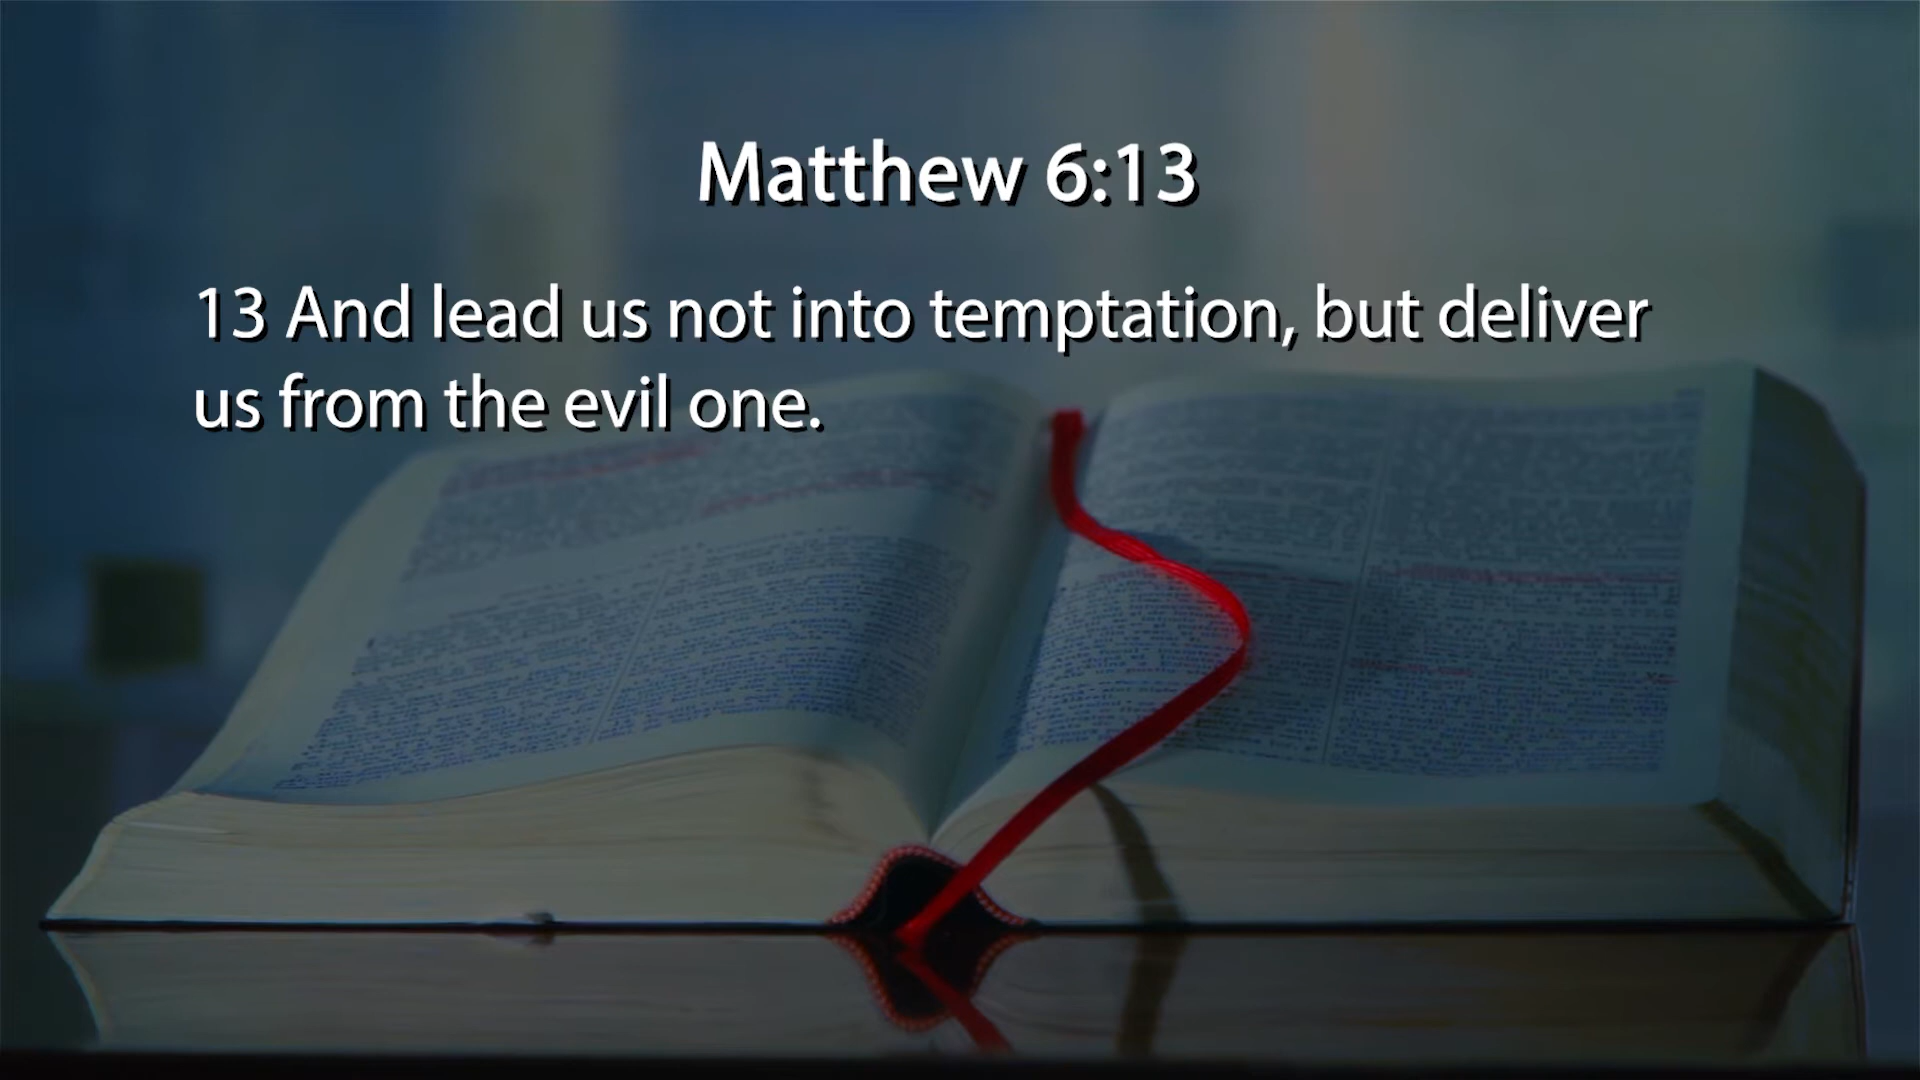 Matthew 6:13
13 And lead us not into temptation, but deliver
us from the evil one.